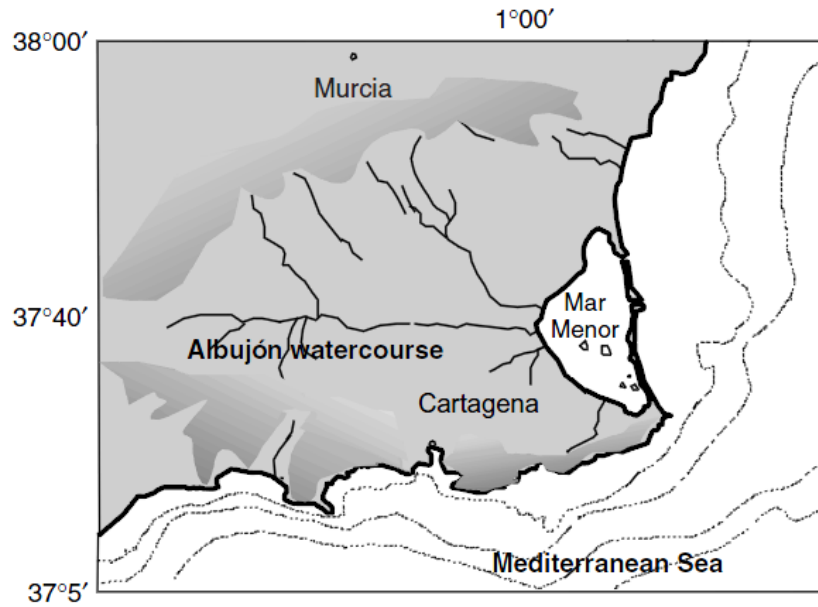 1°00′
38°00′
Murcia
37°40′
Mar
Menor
Albujón watercourse
Cartagena
Mediterranean Sea
37°5′